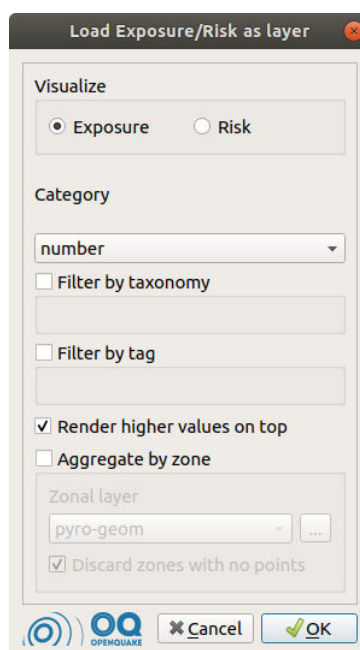 Load Exposure/Risk as layer
Visualize
Exposure Risk
Category
number
Filter by taxonomy
Filter by tag
Render higher values on top
Aggregate by zone
Zonal layer
pyro-geom ...
Discard zones with no points
OQ OPENQUAKE Cancel OK